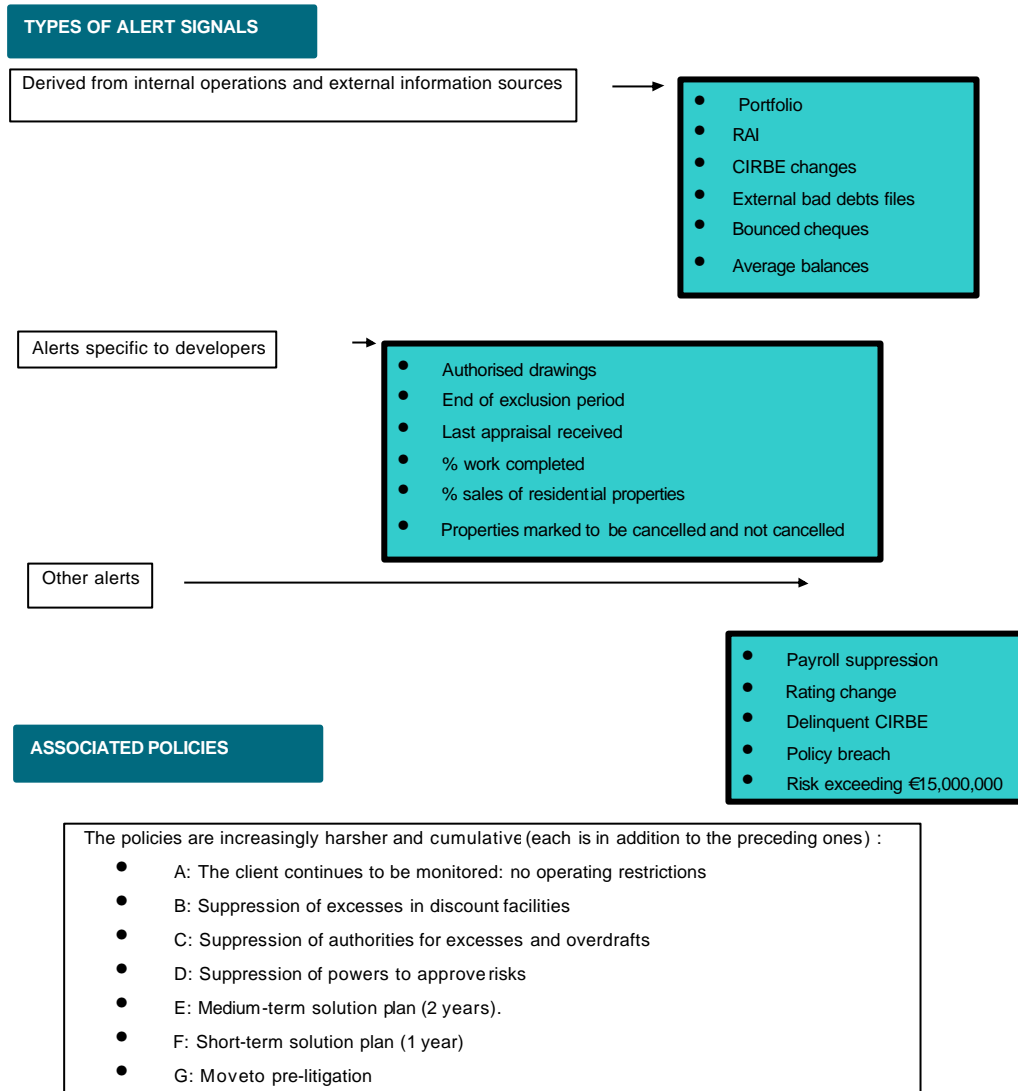 TYPES OF ALERT SIGNALS
Derived from internal operations and external information sources
• Portfolio
• RAI
• CIRBE changes
• External bad debts files
• Bounced cheques
• Average balances
Alerts specific to developers
• Authorised drawings
• End of exclusion period
• Last appraisal received
• % work completed
• % sales of residential properties
• Properties marked to be cancelled and not cancelled
Other alerts
• Payroll suppression
• Rating change
• Delinquent CIRBE
• Policy breach
• Risk exceeding €15,000,000
ASSOCIATED POLICIES
The policies are increasingly harsher and cumulative (each is in addition to the preceding ones) :
• A: The client continues to be monitored: no operating restrictions
• B: Suppression of excesses in discount facilities
• C: Suppression of authorities for excesses and overdrafts
• D: Suppression of powers to approve risks
• E: Medium-term solution plan (2 years).
• F: Short-term solution plan (1 year)
• G: Moveto pre-litigation